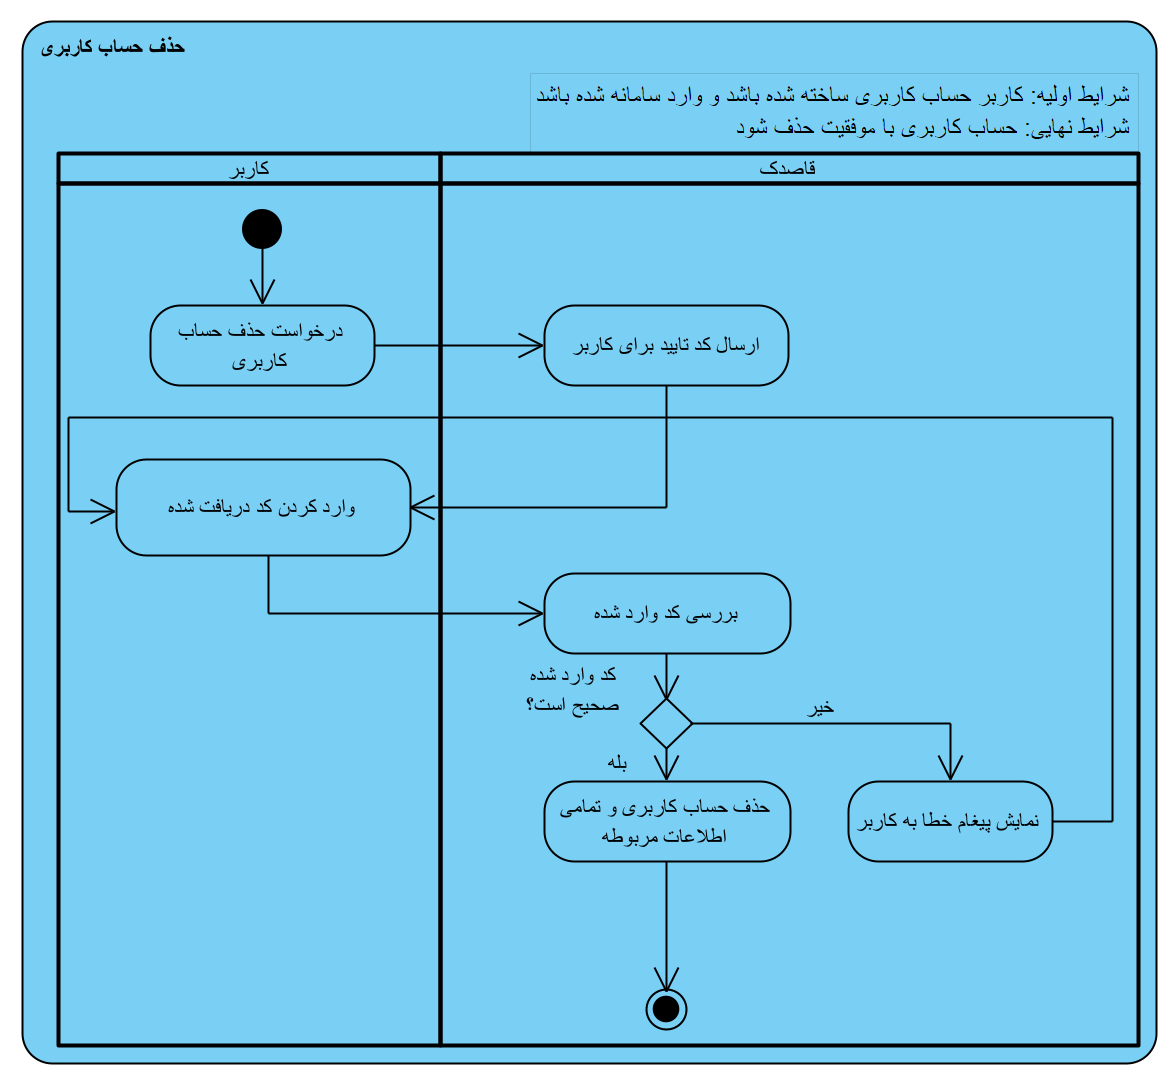 حذف حساب کاربری
شرایط اولیه: کاربر حساب کاربری ساخته شده باشد و وارد سامانه شده باشد
شرایط نهایی: حساب کاربری با موفقیت حذف شود
کاربر
قاصدک
درخواست حذف حساب
کاربری
ارسال کد تایید برای کاربر
وارد کردن کد دریافت شده
بررسی کد وارد شده
کد وارد شده
صحیح است؟
خیر
بله
حذف حساب کاربری و تمامی
اطلاعات مربوطه
نمایش پیغام خطا به کاربر